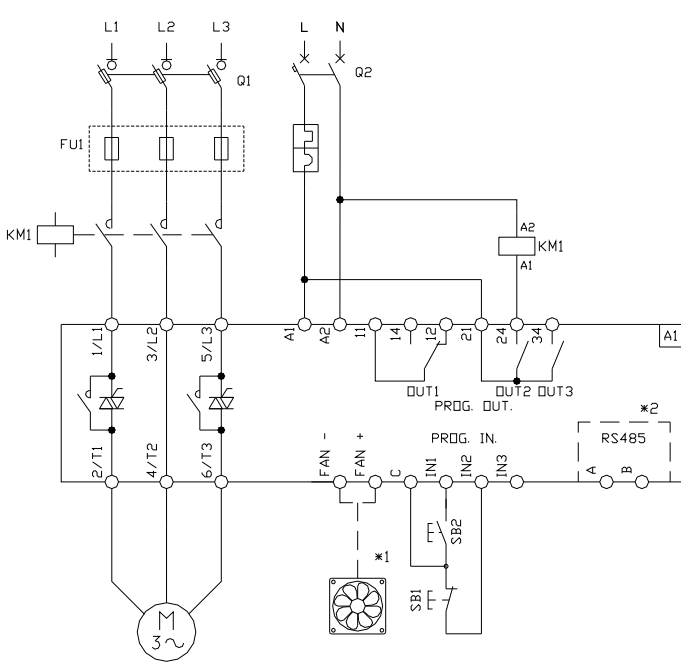 L1 L2 L3 L N
Q1 Q2
FU1
A2
KM1 KM1
A1
1/L1 3/L2 5/L3 A1 A2 11 14 12 21 24 34 A1
OUT1 OUT2 OUT3
PROG. OUT.
*2
PROG. IN. RS485
2/T1 4/T2 6/T3 FAN - FAN + C IN1 IN2 IN3 A B
SB2
*1
SB1
M
3~